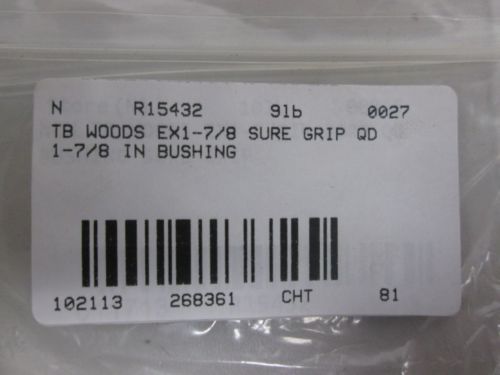 N R15432 9lb 0027
TB WOODS EX1-7/8 SURE GRIP QD
1-7/8 IN BUSHING
102113 268361 CHT 81